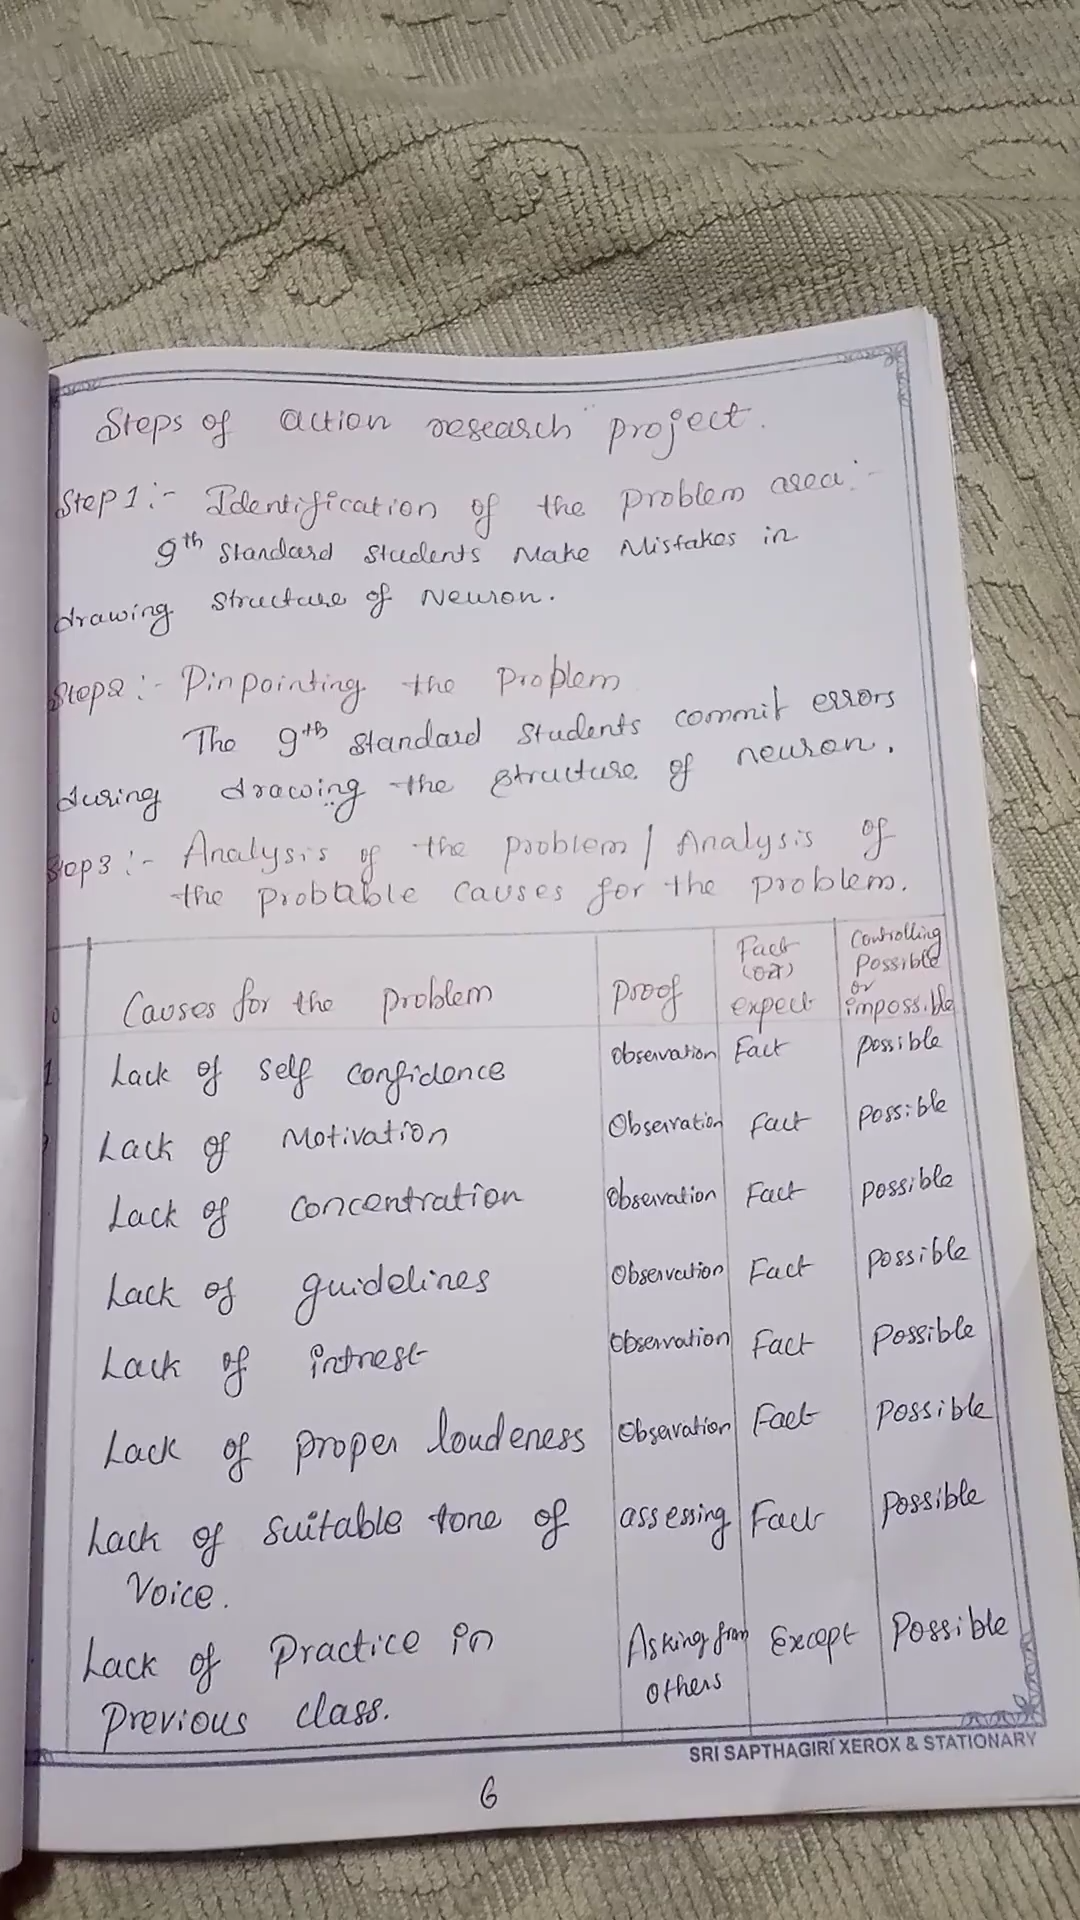 Steps of action research project.
Step 1 :- Identification of the problem area :-
9th standard students make mistakes in
drawing structure of Neuron.
Step 2 :- Pinpointing the problem
The 9th standard students commit errors
during drawing the structure of neuron.
Step 3 :- Analysis of the problem / Analysis of
the probable causes for the problem.
Causes for the problem Proof Fact (or) expect Controlling possible or impossible
1 Lack of self confidence Observation Fact possible
Lack of Motivation Observation Fact possible
Lack of concentration Observation Fact possible
Lack of guidelines Observation Fact possible
Lack of intrest Observation Fact possible
Lack of proper loudeness Observation Fact possible
Lack of suitable tone of assessing Fact possible
Voice.
Lack of practice in Asking from Except possible
previous class. others
SRI SAPTHAGIRI XEROX & STATIONARY
6